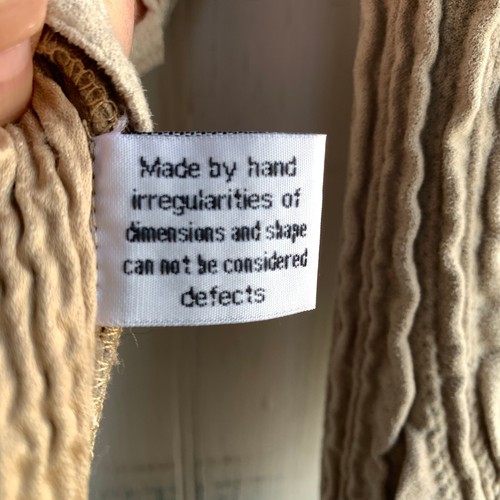 Made by hand
irregularities of
dimensions and shape
can not be considered
defects